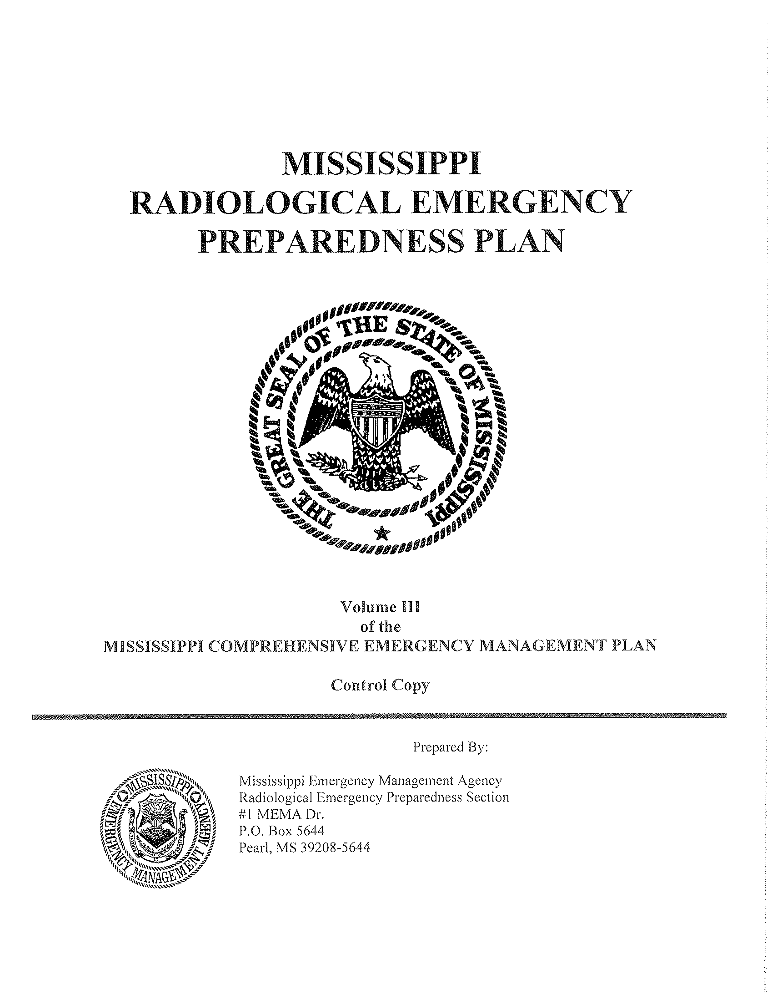 MISSISSIPPI
RADIOLOGICAL EMERGENCY
PREPAREDNESS PLAN
THE GREAT SEAL OF THE STATE OF MISSISSIPPI
Volume III
of the
MISSISSIPPI COMPREHENSIVE EMERGENCY MANAGEMENT PLAN
Control Copy
Prepared By:
MISSISSIPPI
EMERGENCY MANAGEMENT AGENCY
Mississippi Emergency Management Agency
Radiological Emergency Preparedness Section
#1 MEMA Dr.
P.O. Box 5644
Pearl, MS 39208-5644